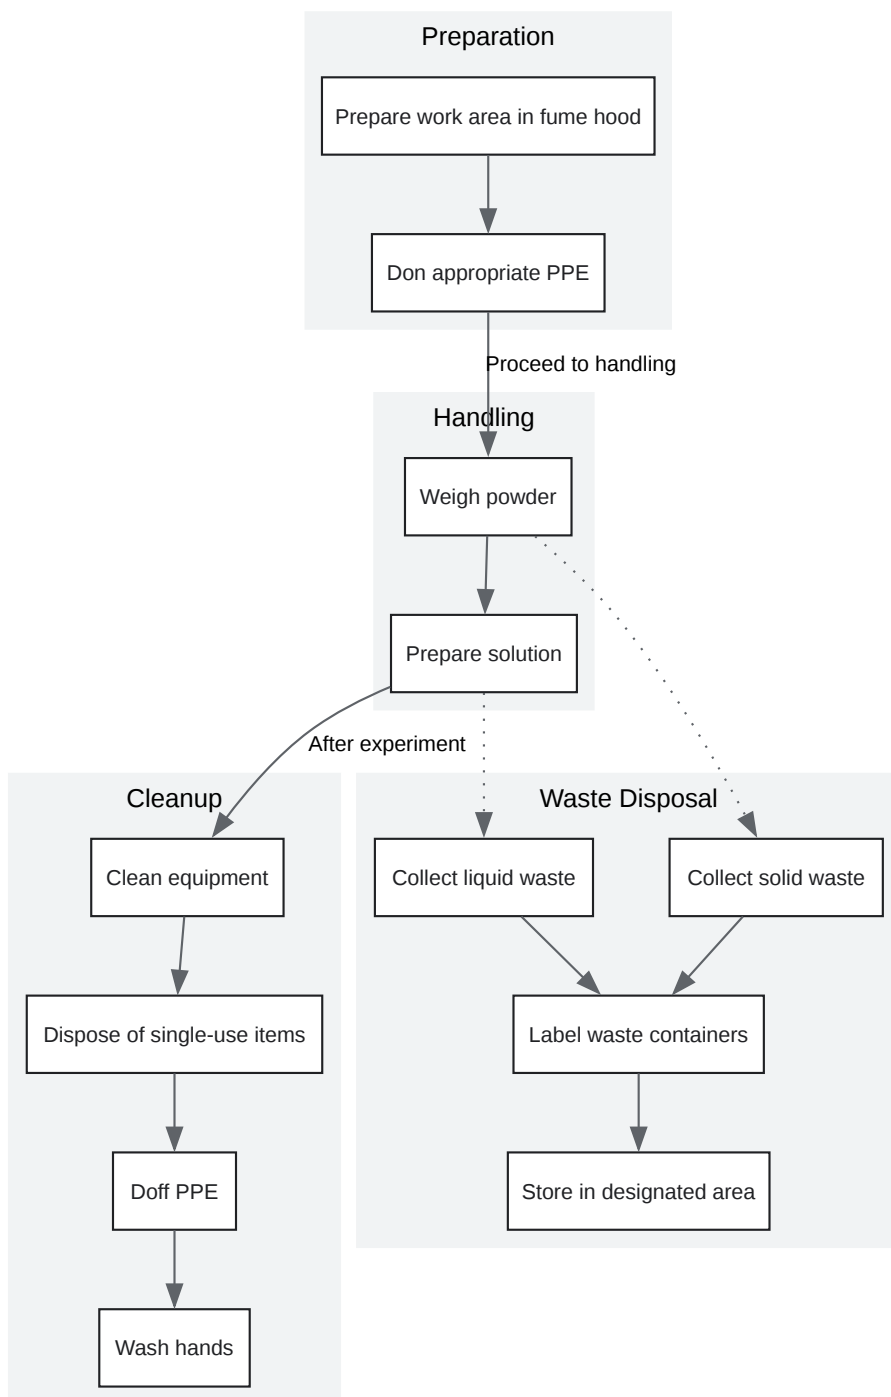 Preparation
Prepare work area in fume hood
Don appropriate PPE
Proceed to handling
Handling
Weigh powder
Prepare solution
After experiment
Cleanup
Clean equipment
Dispose of single-use items
Doff PPE
Wash hands
Waste Disposal
Collect liquid waste
Collect solid waste
Label waste containers
Store in designated area